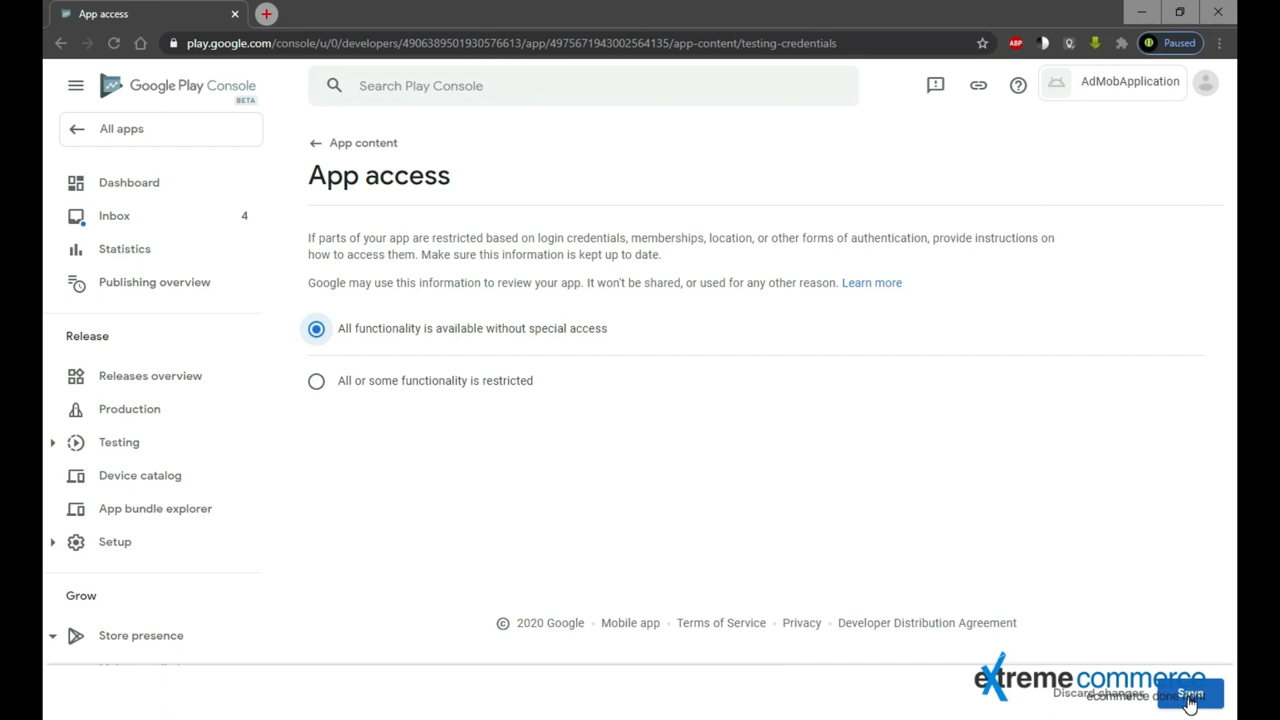 App access
play.google.com/console/u/0/developers/4906389501930576613/app/4975671943002564135/app-content/testing-credentials
ABP
Paused
Google Play Console
BETA
Search Play Console
AdMobApplication
All apps
Dashboard
Inbox 4
Statistics
Publishing overview
Release
Releases overview
Production
Testing
Device catalog
App bundle explorer
Setup
Grow
Store presence
App content
App access
If parts of your app are restricted based on login credentials, memberships, location, or other forms of authentication, provide instructions on
how to access them. Make sure this information is kept up to date.
Google may use this information to review your app. It won't be shared, or used for any other reason. Learn more
All functionality is available without special access
All or some functionality is restricted
© 2020 Google · Mobile app · Terms of Service · Privacy · Developer Distribution Agreement
extreme commerce
Discard changes
Save